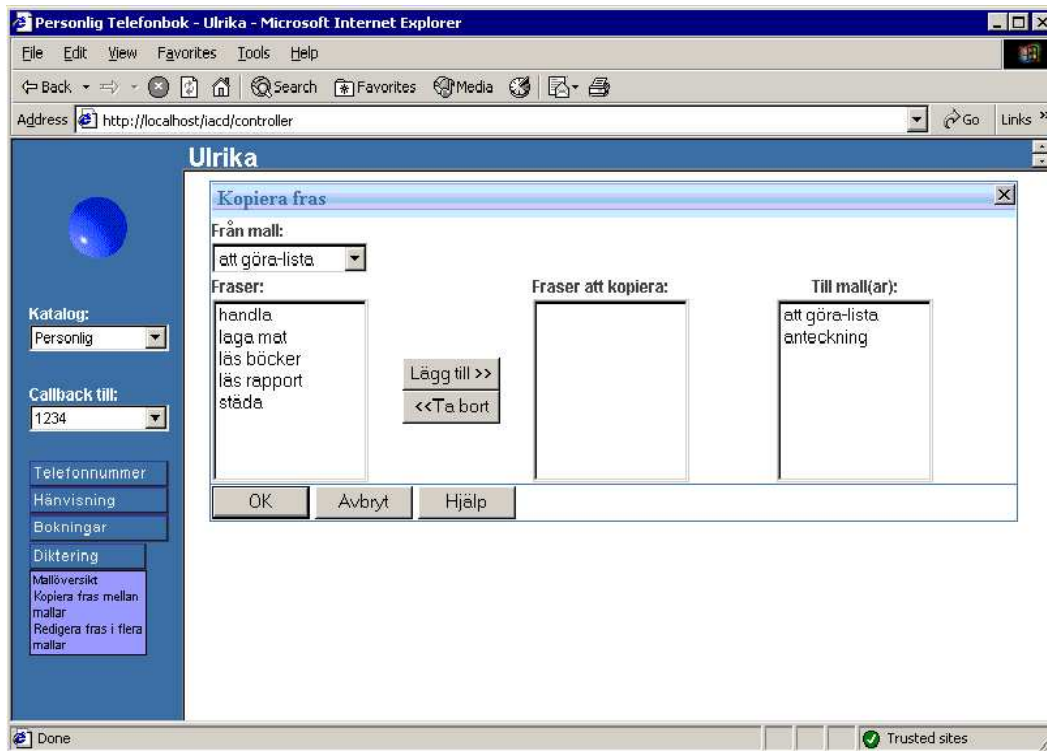 Personlig Telefonbok - Ulrika - Microsoft Internet Explorer
File Edit View Favorites Tools Help
Back Search Favorites Media
Address http://localhost/iacd/controller Go Links »
Ulrika
Kopiera fras
Från mall:
att göra-lista
Fraser: Fraser att kopiera: Till mall(ar):
handla att göra-lista
laga mat anteckning
läs böcker
läs rapport
städa
Lägg till >>
<<Ta bort
OK Avbryt Hjälp
Katalog:
Personlig
Callback till:
1234
Telefonnummer
Hänvisning
Bokningar
Diktering
Mallöversikt
Kopiera fras mellan
mallar
Redigera fras i flera
mallar
Done Trusted sites